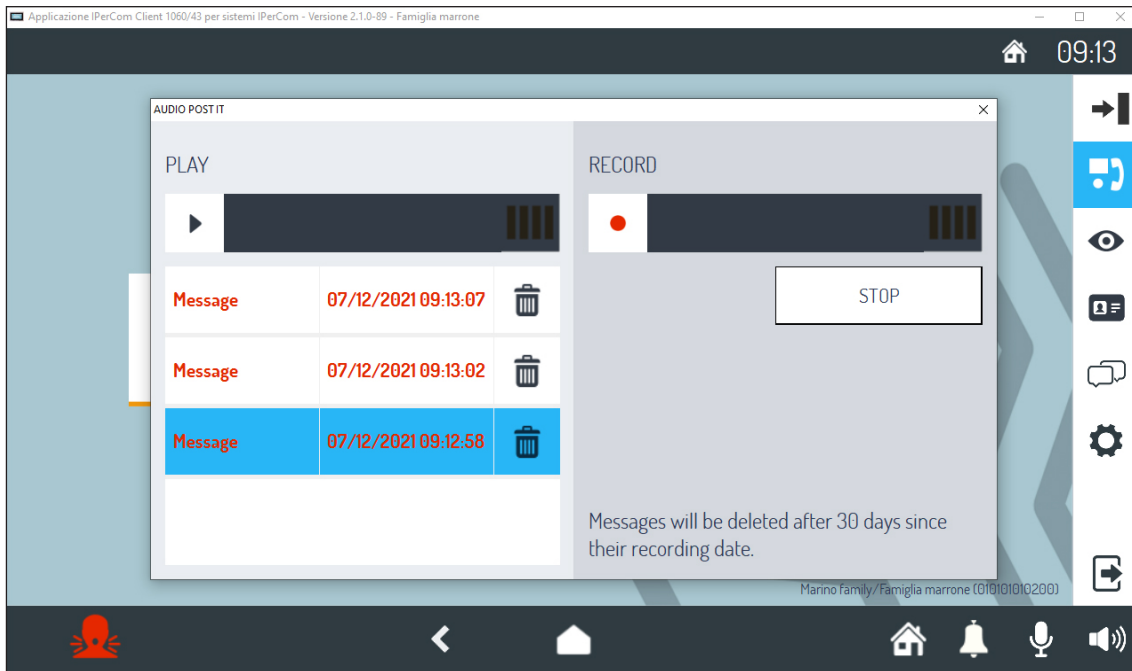 Applicazione IPerCom Client 1060/43 per sistemi IPerCom - Versione 2.1.0-89 - Famiglia marrone
09:13
AUDIO POST IT
PLAY
RECORD
Message 07/12/2021 09:13:07
STOP
Message 07/12/2021 09:13:02
Message 07/12/2021 09:12:58
Messages will be deleted after 30 days since
their recording date.
Marino family/Famiglia marrone (010101010200)